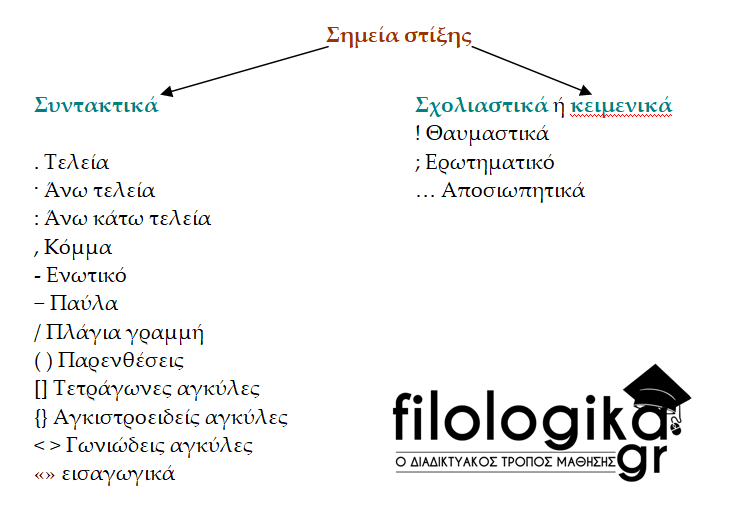 Σημεία στίξης
Συντακτικά
. Τελεία
· Άνω τελεία
: Άνω κάτω τελεία
, Κόμμα
- Ενωτικό
– Παύλα
/ Πλάγια γραμμή
( ) Παρενθέσεις
[] Τετράγωνες αγκύλες
{} Αγκιστροειδείς αγκύλες
< > Γωνιώδεις αγκύλες
«» εισαγωγικά
Σχολιαστικά ή κειμενικά
! Θαυμαστικά
; Ερωτηματικό
… Αποσιωπητικά
filologika
Ο ΔΙΑΔΙΚΤΥΑΚΟΣ ΤΡΟΠΟΣ ΜΑΘΗΣΗΣ
gr